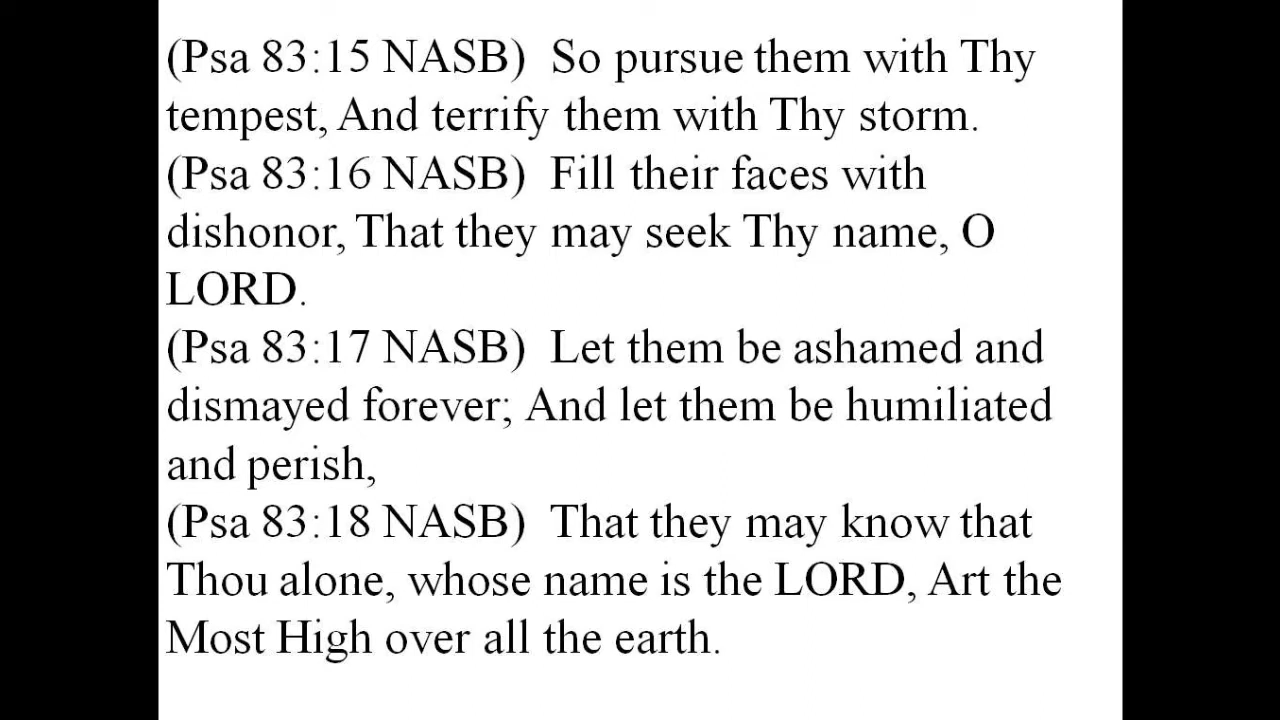 (Psa 83:15 NASB)  So pursue them with Thy
tempest, And terrify them with Thy storm.
(Psa 83:16 NASB)  Fill their faces with
dishonor, That they may seek Thy name, O
LORD.
(Psa 83:17 NASB)  Let them be ashamed and
dismayed forever; And let them be humiliated
and perish,
(Psa 83:18 NASB)  That they may know that
Thou alone, whose name is the LORD, Art the
Most High over all the earth.